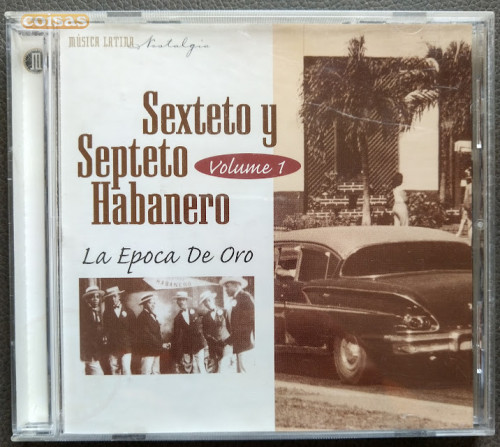 coisas
MÚSICA LATINA Nostalgia
M
Sexteto y
Septeto
Volume 1
Habanero
La Epoca De Oro
HABANERO